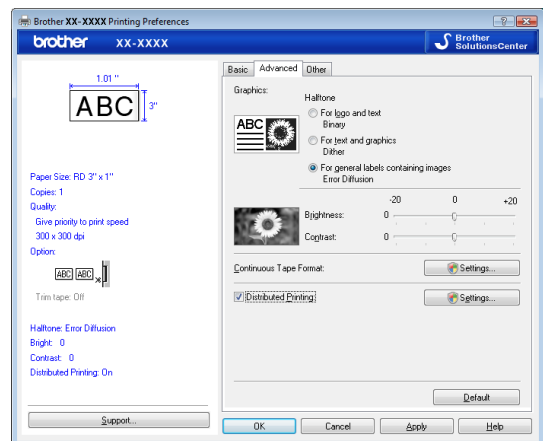 Brother XX-XXXX Printing Preferences
brother XX-XXXX
Brother
SolutionsCenter
1.01 "
ABC
3"
Paper Size: RD 3" x 1"
Copies: 1
Quality:
Give priority to print speed
300 x 300 dpi
Option:
ABC ABC
Trim tape: Off
Halftone: Error Diffusion
Bright: 0
Contrast: 0
Distributed Printing: On
Support...
Basic Advanced Other
Graphics:
Halftone
ABC
For logo and text
Binary
For text and graphics
Dither
For general labels containing images
Error Diffusion
-20 0 +20
Brightness: 0
Contrast: 0
Continuous Tape Format: Settings...
Distributed Printing: Settings...
Default
OK Cancel Apply Help